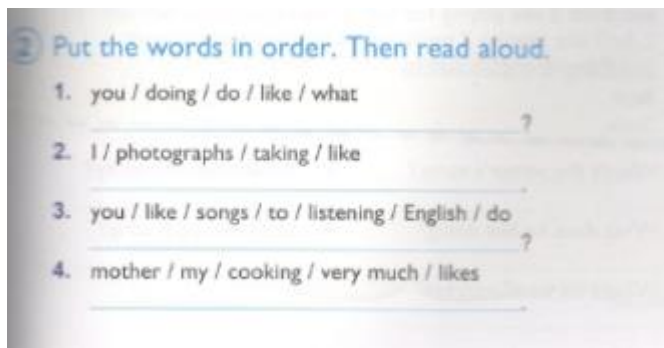 2 Put the words in order. Then read aloud.
1. you / doing / do / like / what
?
2. I / photographs / taking / like
.
3. you / like / songs / to / listening / English / do
?
4. mother / my / cooking / very much / likes
.